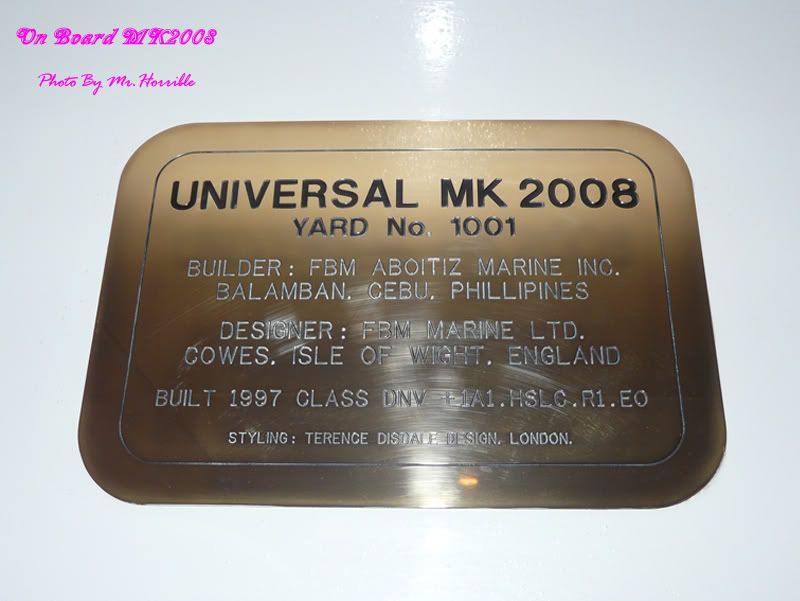 On Board MK2008
Photo By Mr.Horrible
UNIVERSAL MK 2008
YARD No. 1001
BUILDER: FBM ABOITIZ MARINE INC.
BALAMBAN. CEBU. PHILLIPINES
DESIGNER: FBM MARINE LTD.
COWES. ISLE OF WIGHT. ENGLAND
BUILT 1997 CLASS DNV +1A1.HSLC.R1.EO
STYLING: TERENCE DISDALE DESIGN. LONDON.